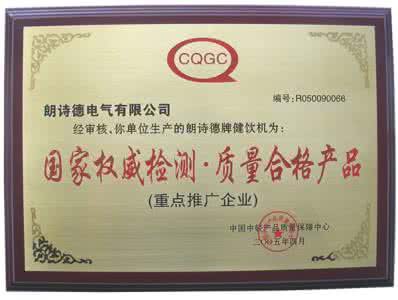 CQGC
编号：R050090066
朗诗德电气有限公司
经审核、你单位生产的朗诗德牌健饮机为：
国家权威检测·质量合格产品
(重点推广企业)
中国中轻产品质量保障中心
二〇〇五年四月